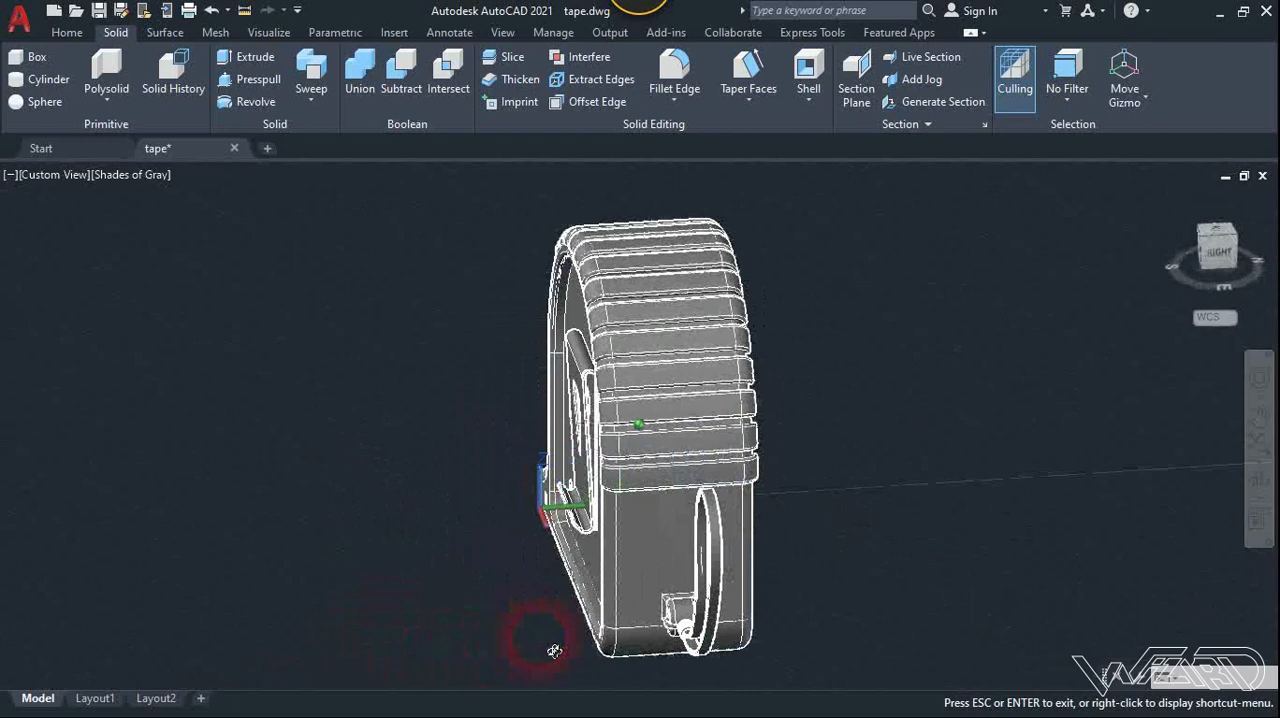 Autodesk AutoCAD 2021 tape.dwg
Type a keyword or phrase
Sign In
Home Solid Surface Mesh Visualize Parametric Insert Annotate View Manage Output Add-ins Collaborate Express Tools Featured Apps
Box
Cylinder
Sphere
Polysolid
Solid History
Primitive
Extrude
Presspull
Revolve
Sweep
Solid
Union
Subtract
Intersect
Boolean
Slice
Thicken
Imprint
Interfere
Extract Edges
Offset Edge
Fillet Edge
Taper Faces
Shell
Solid Editing
Section
Plane
Live Section
Add Jog
Generate Section
Section
Culling
No Filter
Move
Gizmo
Selection
Start
tape*
[−][Custom View][Shades of Gray]
RIGHT
S
N
E
WCS
Model
Layout1
Layout2
Press ESC or ENTER to exit, or right-click to display shortcut-menu.